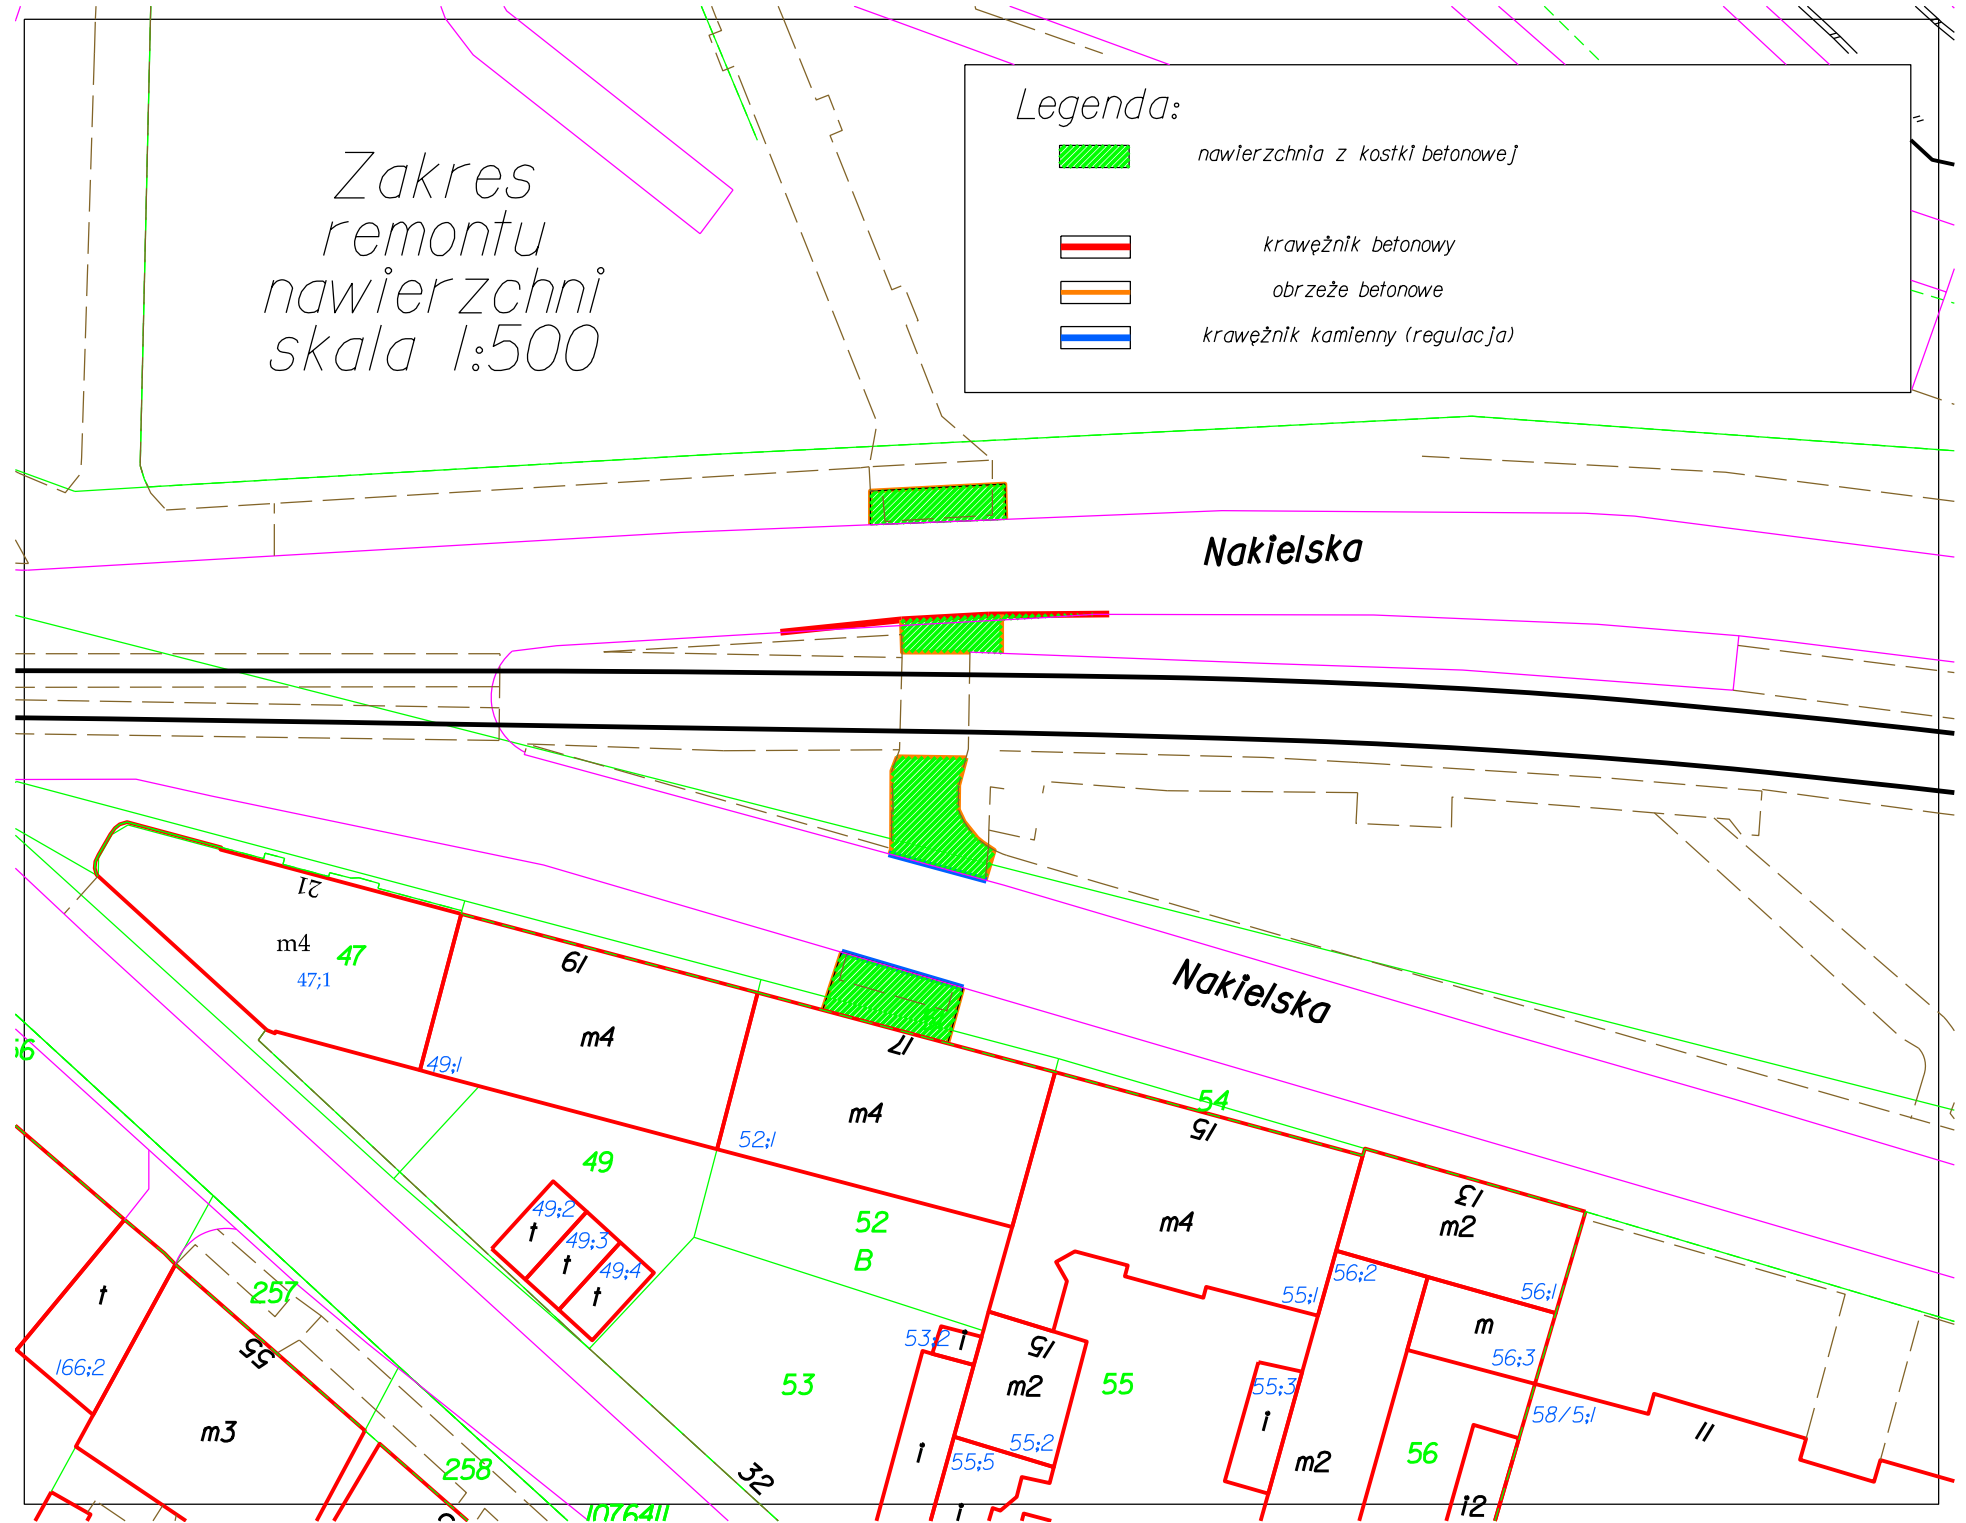 Legenda:
nawierzchnia z kostki betonowej
krawężnik betonowy
obrzeże betonowe
krawężnik kamienny (regulacja)
Zakres
remontu
nawierzchni
skala 1:500
Nakielska
Nakielska
21
m4
47
47;1
19
m4
49;1
17
m4
52;1
54
15
49
49;2
t
49;3
t
49;4
t
52
B
m4
13
m2
56;2
55;1
56;1
m
56;3
257
t
166;2
55
m3
258
53
53;2
i
15
m2
55
55;3
i
55;2
55;5
i
i
m2
56
58/5;1
11
i2
32
1076411